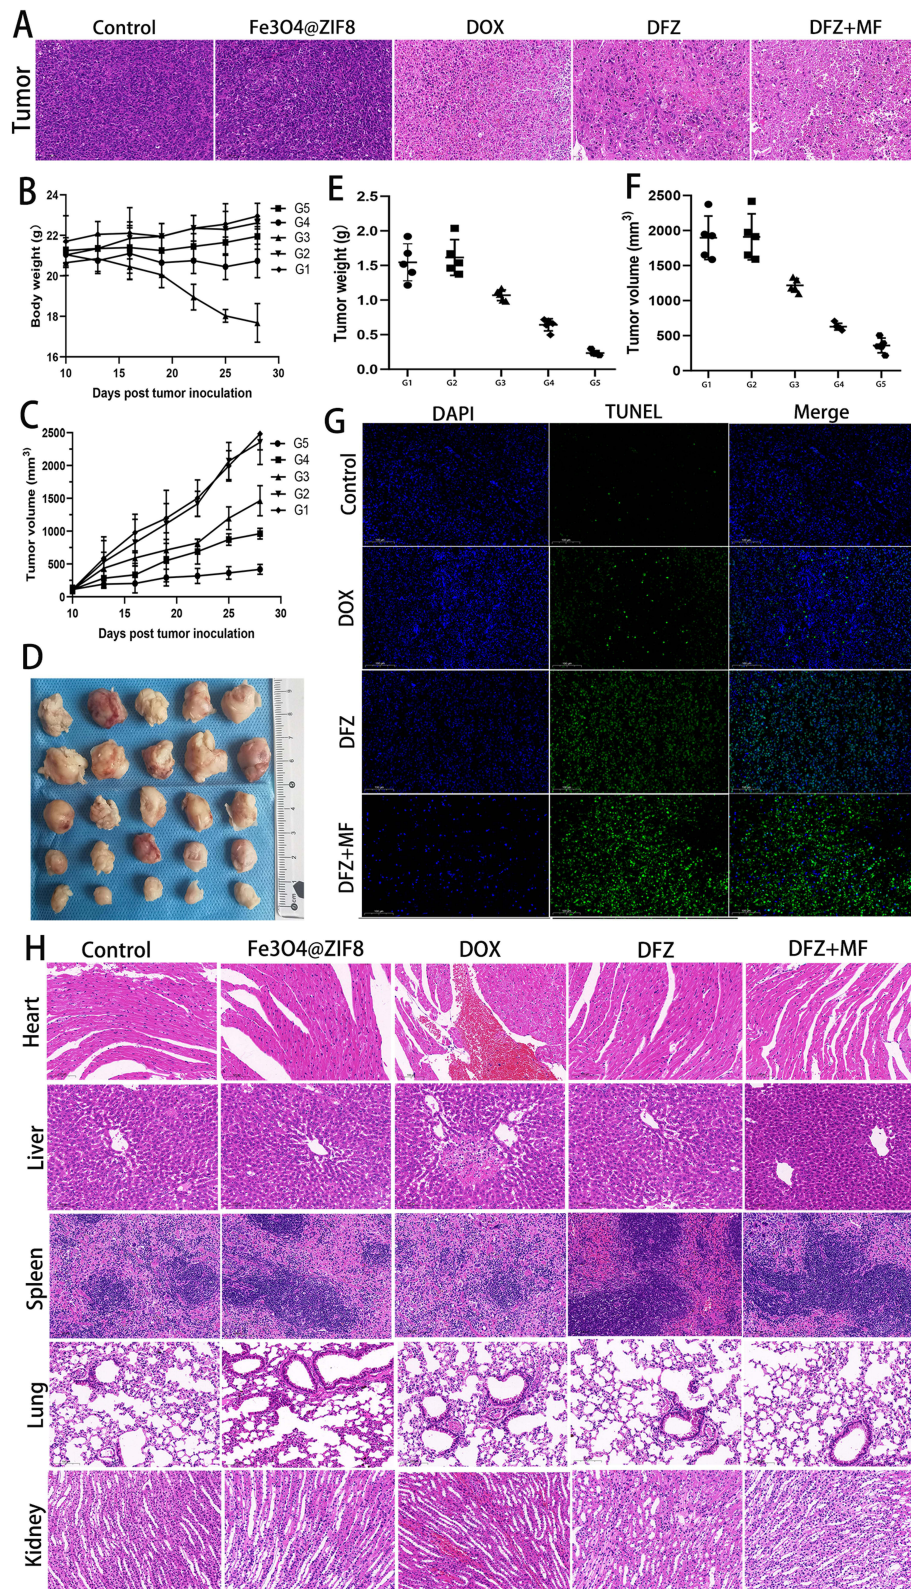 A
Control Fe3O4@ZIF8 DOX DFZ DFZ+MF
Tumor
B
Body weight (g)
24
22
20
18
16
10 15 20 25 30
Days post tumor inoculation
G5
G4
G3
G2
G1
E
Tumor weight (g)
2.5
2.0
1.5
1.0
0.5
0.0
G1 G2 G3 G4 G5
F
Tumor volume (mm³)
2500
2000
1500
1000
500
0
G1 G2 G3 G4 G5
C
Tumor volume (mm³)
2500
2000
1500
1000
500
0
10 15 20 25 30
Days post tumor inoculation
G5
G4
G3
G2
G1
D
G
DAPI TUNEL Merge
Control
DOX
DFZ
DFZ+MF
H
Control Fe3O4@ZIF8 DOX DFZ DFZ+MF
Heart
Liver
Spleen
Lung
Kidney